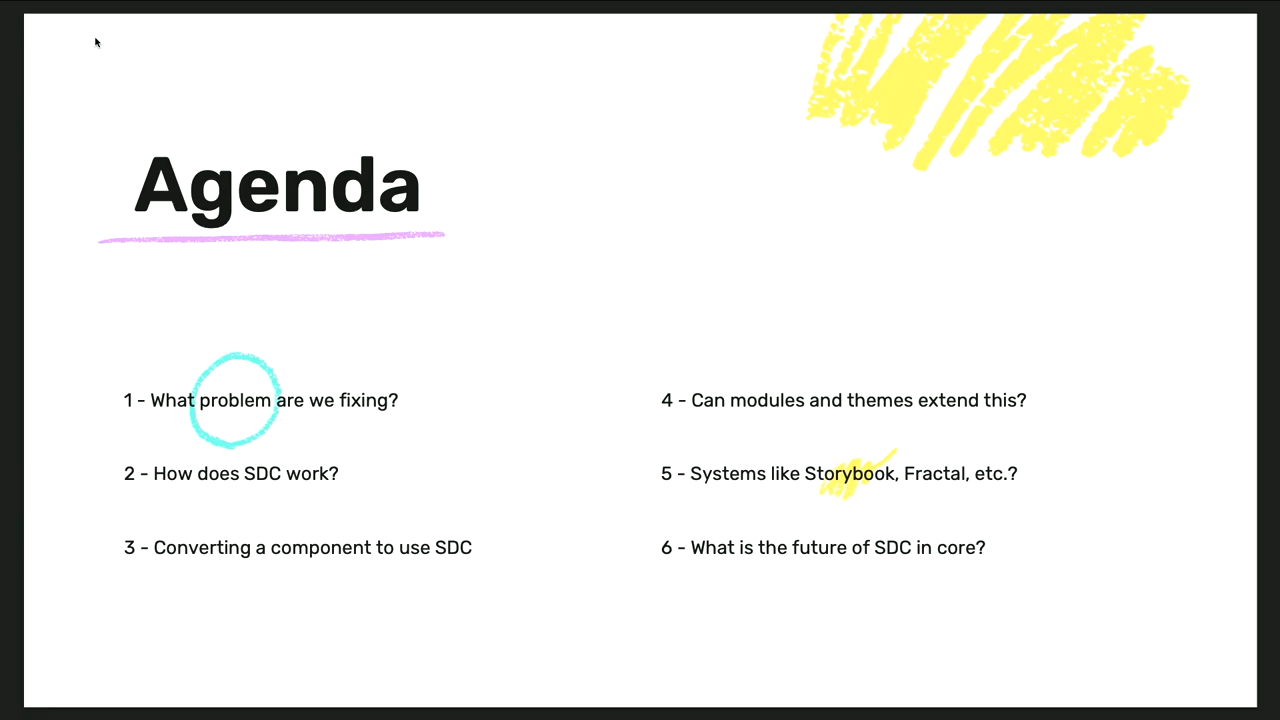 Agenda
1 - What problem are we fixing?
2 - How does SDC work?
3 - Converting a component to use SDC
4 - Can modules and themes extend this?
5 - Systems like Storybook, Fractal, etc.?
6 - What is the future of SDC in core?